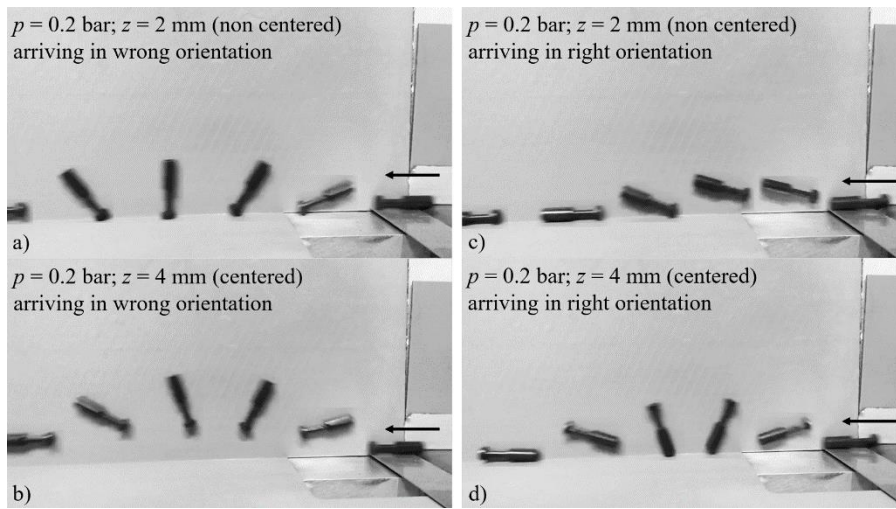 p = 0.2 bar; z = 2 mm (non centered)
arriving in wrong orientation
a)
p = 0.2 bar; z = 4 mm (centered)
arriving in wrong orientation
b)
p = 0.2 bar; z = 2 mm (non centered)
arriving in right orientation
c)
p = 0.2 bar; z = 4 mm (centered)
arriving in right orientation
d)